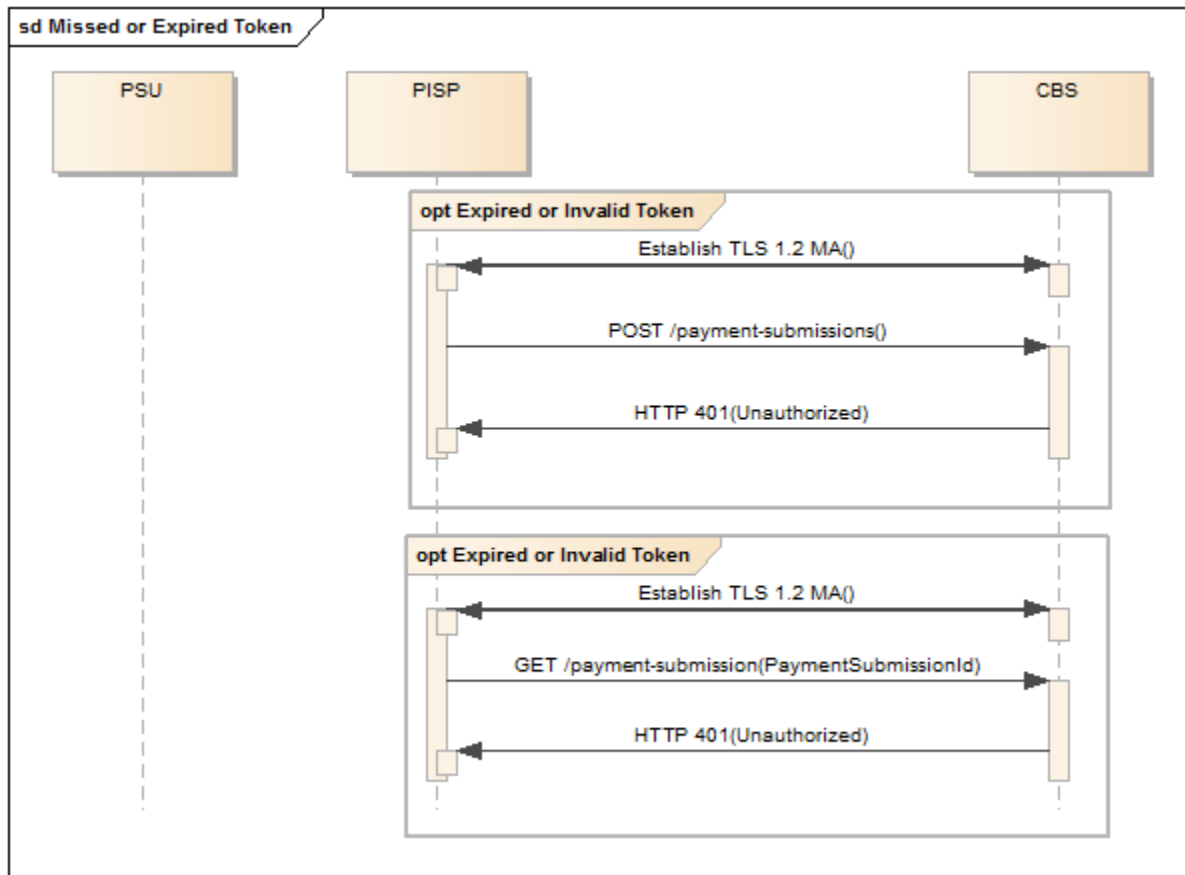 sd Missed or Expired Token
PSU
PISP
CBS
opt Expired or Invalid Token
Establish TLS 1.2 MA()
POST /payment-submissions()
HTTP 401(Unauthorized)
opt Expired or Invalid Token
Establish TLS 1.2 MA()
GET /payment-submission(PaymentSubmissionId)
HTTP 401(Unauthorized)